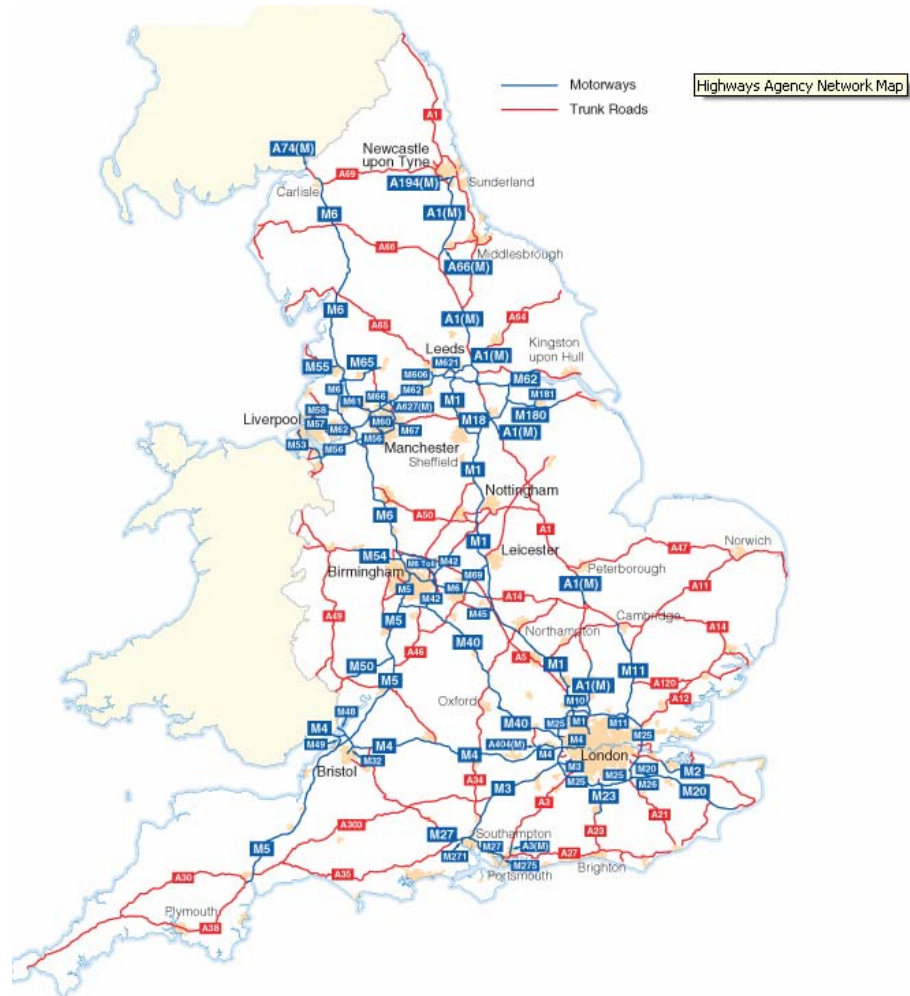 Motorways
Trunk Roads
Highways Agency Network Map
A1
A74(M)
Newcastle
upon Tyne
A69
Carlisle
A194(M)
Sunderland
M6
A1(M)
A66
Middlesbrough
A66(M)
M6
A1(M)
A64
A65
Kingston
upon Hull
Leeds
A1(M)
M621
M55
M65
M606
M62
M6
M66
M62
M181
M61
A627(M)
M1
M58
M180
Liverpool
M57
M60
M18
M62
M67
A1(M)
M56
M53
M56
Manchester
Sheffield
M1
Nottingham
M6
A50
A1
M1
Norwich
A47
Leicester
M54
M6 Toll
M42
Birmingham
M69
Peterborough
A1(M)
A11
M5
M6
M42
A14
A49
M45
Cambridge
M5
Northampton
A14
M40
A46
A5
M1
M11
M50
M5
A1(M)
A120
M10
A12
Oxford
M48
M40
M25
M1
M11
M4
M25
M49
M4
M4
A404(M)
M4
M4
M32
Bristol
London
M3
M20
M2
M25
M25
M26
A34
M3
M23
M20
A3
A303
A23
A21
M27
Southampton
M5
M27
A3(M)
M271
A27
M275
Brighton
A35
Portsmouth
A30
Plymouth
A38